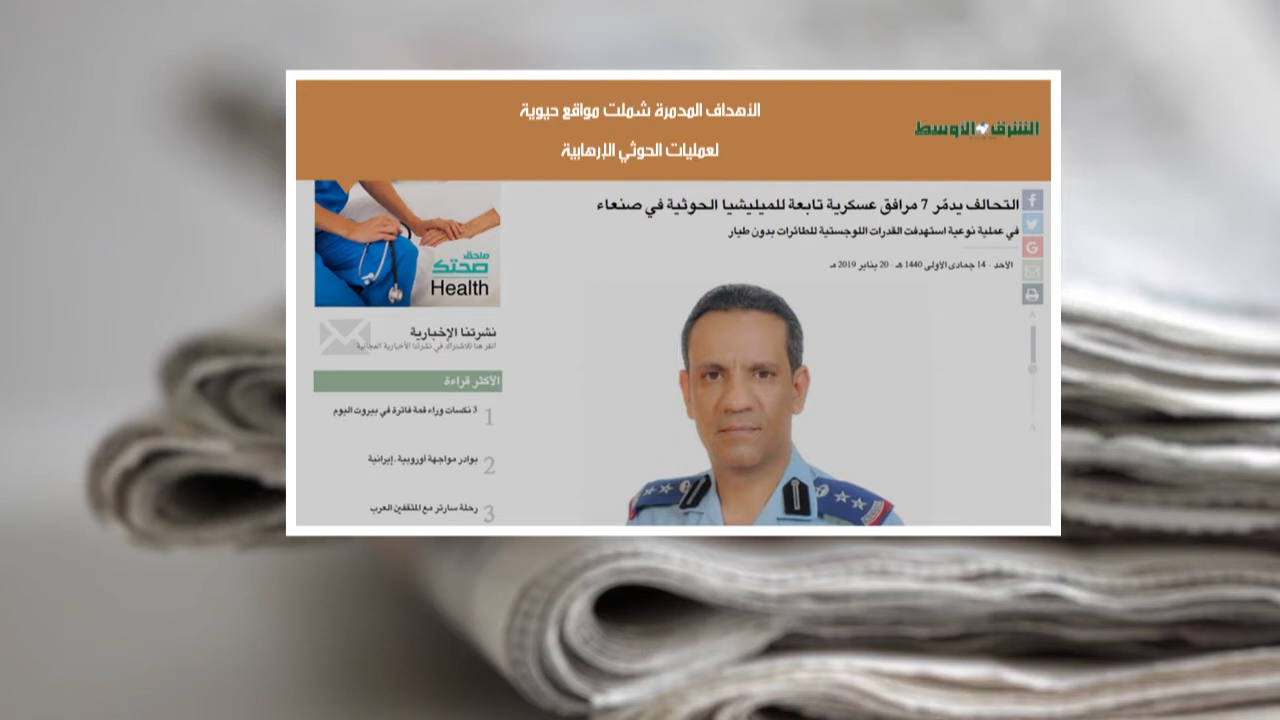 الأهداف المدمرة شملت مواقع حيوية
لعمليات الحوثي الإرهابية
الشرق الأوسط
التحالف يدمّر 7 مرافق عسكرية تابعة للميليشيا الحوثية في صنعاء
في عملية نوعية استهدفت القدرات اللوجستية للطائرات بدون طيار
الأحد - 14 جمادى الأولى 1440 هـ - 20 يناير 2019 مـ
ملحق
صحتك
Health
نشرتنا الإخبارية
انقر هنا للاشتراك في نشرتنا الأخبارية المجانية
الأكثر قراءة
1 3 نكسات وراء قمة فاترة في بيروت اليوم
2 بوادر مواجهة أوروبية ـ إيرانية
3 رحلة سارتر مع المثقفين العرب
f
G
A
A